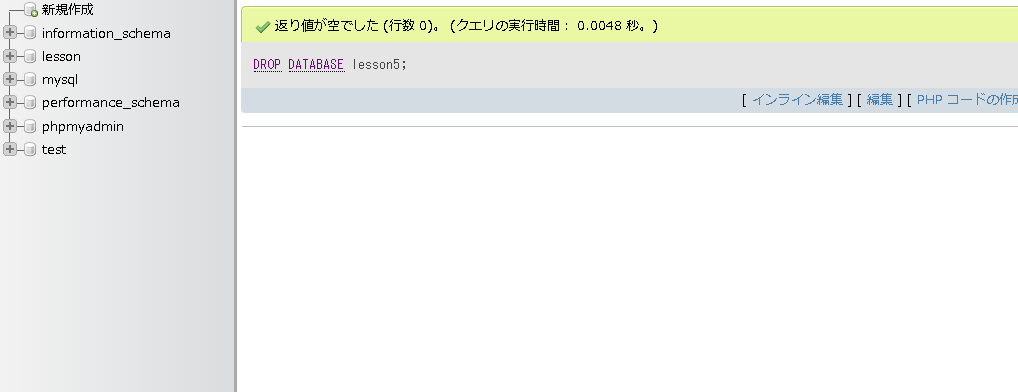 新規作成
information_schema
lesson
mysql
performance_schema
phpmyadmin
test
返り値が空でした (行数 0)。 (クエリの実行時間： 0.0048 秒。)
DROP DATABASE lesson5;
[ インライン編集 ] [ 編集 ] [ PHP コードの作成